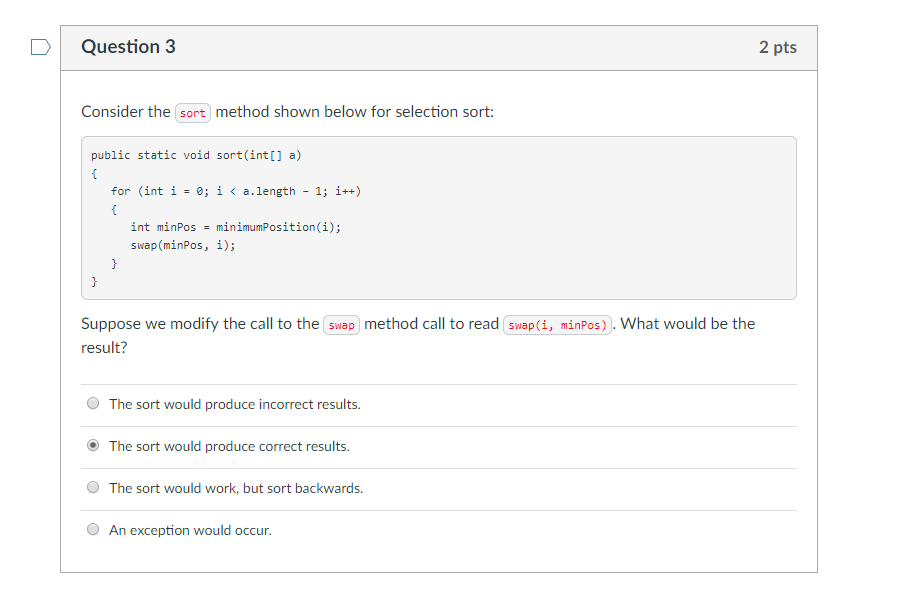 Question 3
2 pts
Consider the sort method shown below for selection sort:
public static void sort(int[] a)
{
for (int i = 0; i < a.length - 1; i++)
{
int minPos = minimumPosition(i);
swap(minPos, i);
}
}
Suppose we modify the call to the swap method call to read swap(i, minPos). What would be the
result?
The sort would produce incorrect results.
The sort would produce correct results.
The sort would work, but sort backwards.
An exception would occur.